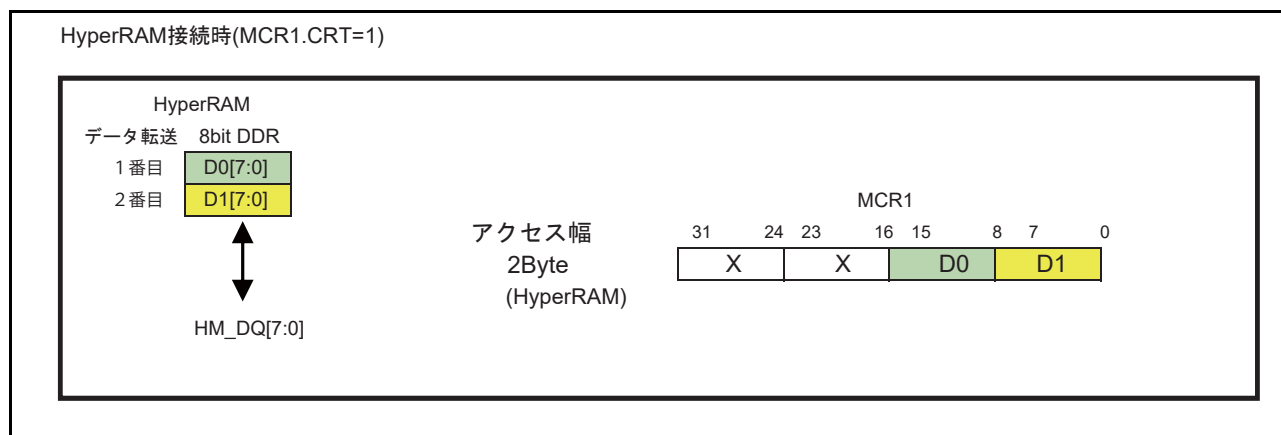 HyperRAM接続時(MCR1.CRT=1)
HyperRAM
データ転送 8bit DDR
1番目 D0[7:0]
2番目 D1[7:0]
HM_DQ[7:0]
MCR1
アクセス幅 31 24 23 16 15 8 7 0
2Byte X X D0 D1
(HyperRAM)